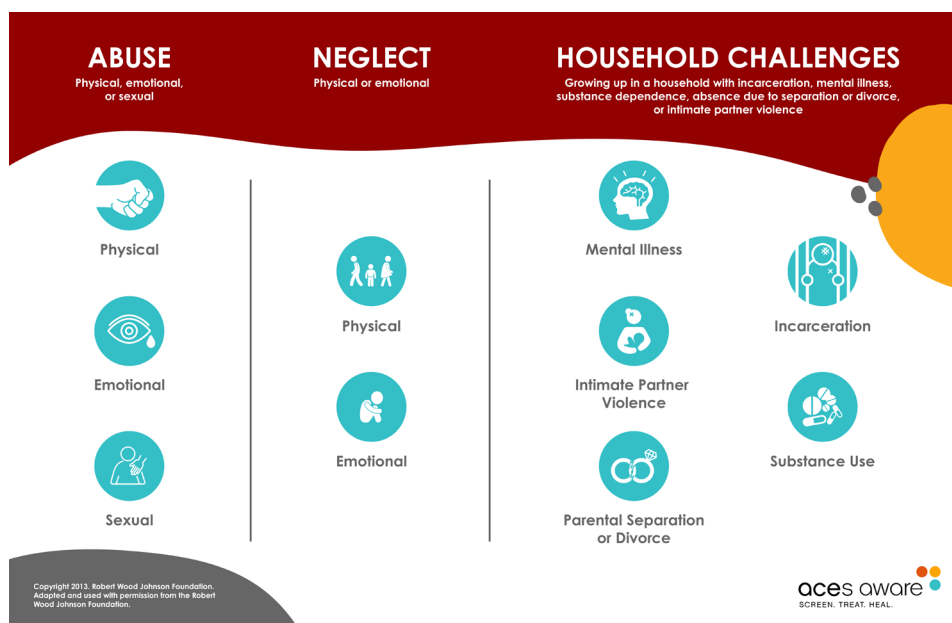 ABUSE
Physical, emotional,
or sexual
NEGLECT
Physical or emotional
HOUSEHOLD CHALLENGES
Growing up in a household with incarceration, mental illness,
substance dependence, absence due to separation or divorce,
or intimate partner violence
Physical
Emotional
Sexual
Physical
Emotional
Mental Illness
Intimate Partner
Violence
Parental Separation
or Divorce
Incarceration
Substance Use
Copyright 2013. Robert Wood Johnson Foundation.
Adapted and used with permission from the Robert
Wood Johnson Foundation.
aces aware
SCREEN. TREAT. HEAL.